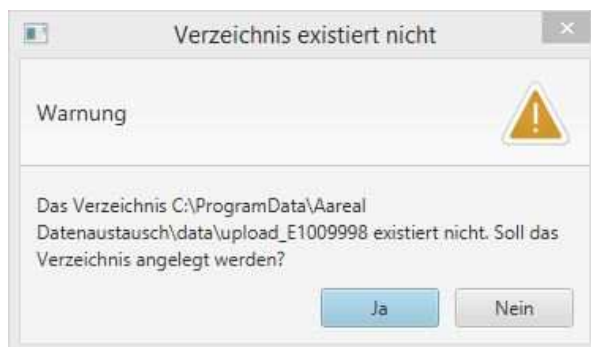 Verzeichnis existiert nicht
Warnung
Das Verzeichnis C:\ProgramData\Aareal
Datenaustausch\data\upload_E1009998 existiert nicht. Soll das
Verzeichnis angelegt werden?
Ja
Nein